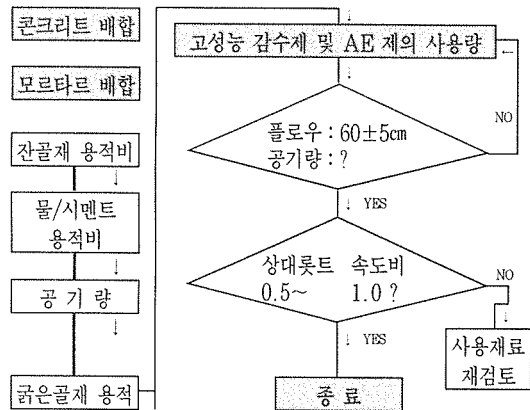 콘크리트 배합
모르타르 배합
잔골재 용적비
물/시멘트
용적비
공 기 량
굵은골재 용적
고성능 감수제 및 AE 제의 사용량
플로우 : 60±5cm
공기량 : ?
NO
YES
상대롯트 속도비
0.5~ 1.0 ?
NO
YES
사용재료
재검토
종 료